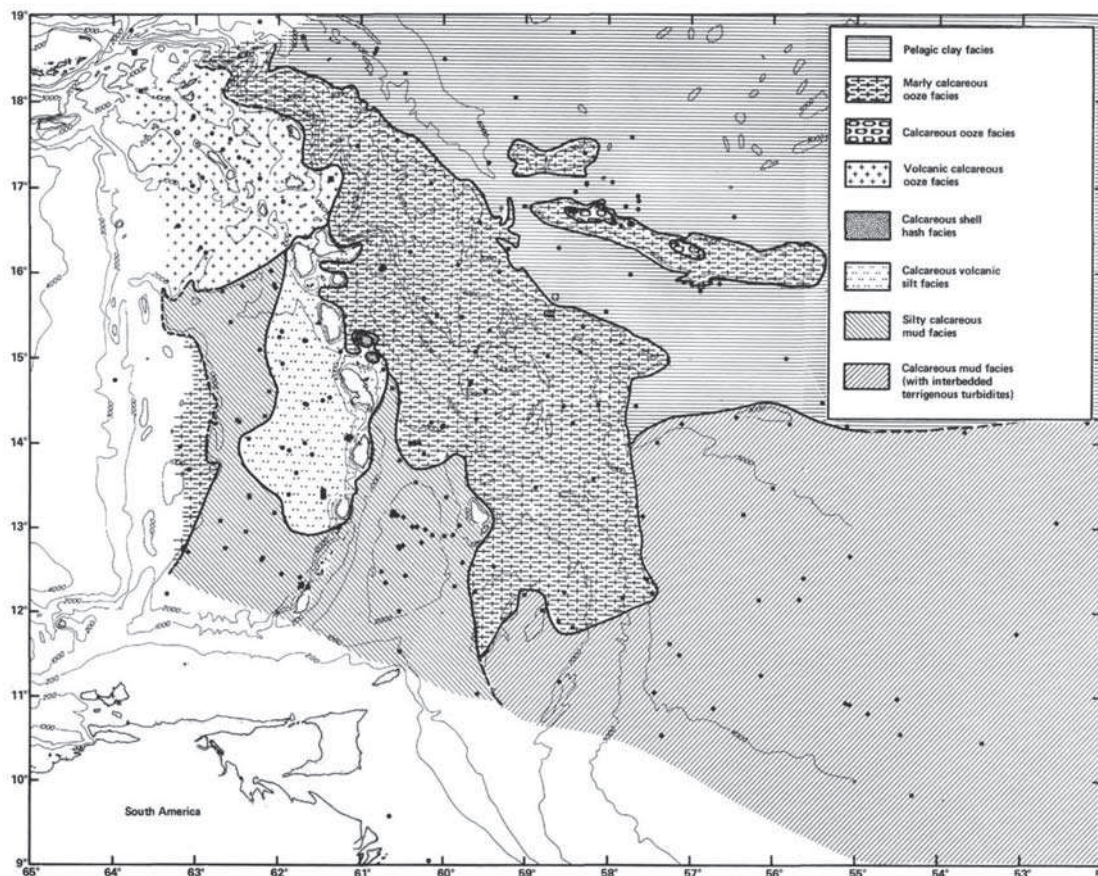 19°
18°
17°
16°
15°
14°
13°
12°
11°
10°
9°
65°
64°
63°
62°
61°
60°
59°
58°
57°
56°
55°
54°
53°
Pelagic clay facies
Marly calcareous
ooze facies
Calcareous ooze facies
Volcanic calcareous
ooze facies
Calcareous shell
hash facies
Calcareous volcanic
silt facies
Silty calcareous
mud facies
Calcareous mud facies
(with interbedded
terrigenous turbidites)
South America